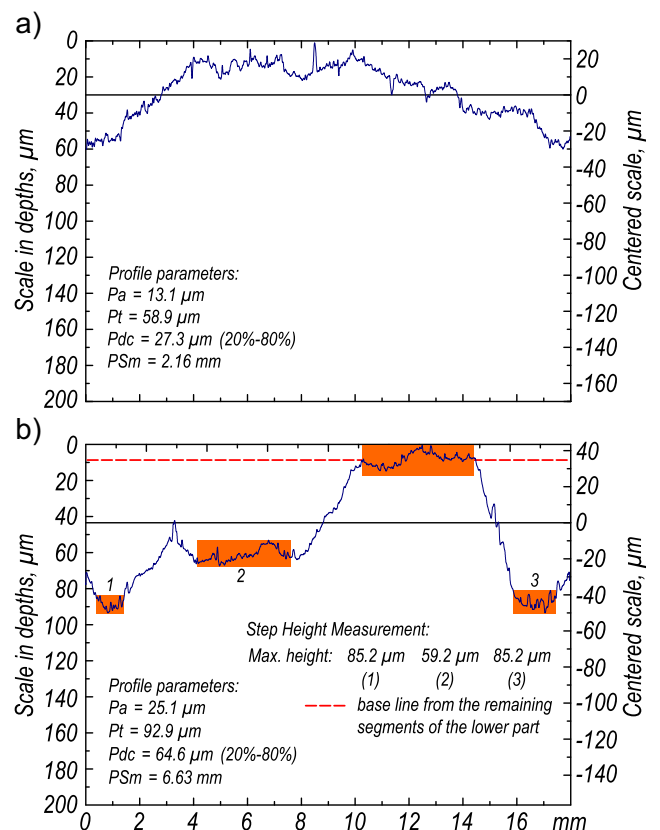 a)
Scale in depths, µm
0
20
40
60
80
100
120
140
160
180
200
20
0
-20
-40
-60
-80
-100
-120
-140
-160
Centered scale, µm
Profile parameters:
Pa = 13.1 µm
Pt = 58.9 µm
Pdc = 27.3 µm (20%-80%)
PSm = 2.16 mm
b)
Scale in depths, µm
0
20
40
60
80
100
120
140
160
180
200
40
20
0
-20
-40
-60
-80
-100
-120
-140
Centered scale, µm
1
2
3
Step Height Measurement:
Max. height: 85.2 µm 59.2 µm 85.2 µm
(1) (2) (3)
base line from the remaining
segments of the lower part
Profile parameters:
Pa = 25.1 µm
Pt = 92.9 µm
Pdc = 64.6 µm (20%-80%)
PSm = 6.63 mm
0 2 4 6 8 10 12 14 16 mm